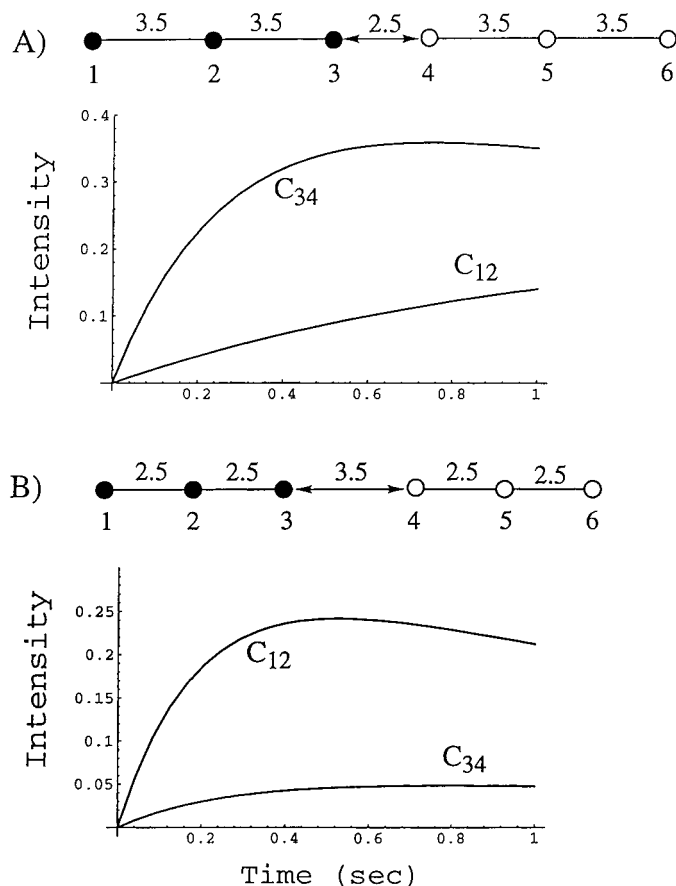 A) 3.5 3.5 2.5 3.5 3.5
1 2 3 4 5 6
Intensity
0.4
0.3
0.2
0.1
C34
C12
0.2 0.4 0.6 0.8 1
B) 2.5 2.5 3.5 2.5 2.5
1 2 3 4 5 6
Intensity
0.25
0.2
0.15
0.1
0.05
C12
C34
0.2 0.4 0.6 0.8 1
Time (sec)